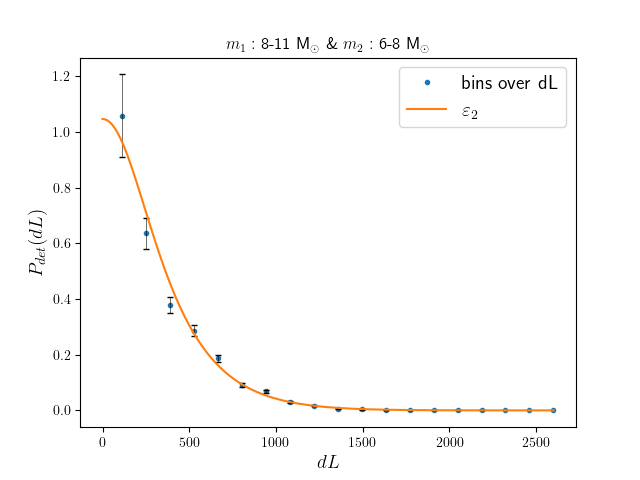 m₁ : 8-11 M⊙ & m₂ : 6-8 M⊙
bins over dL
ε₂
P_det(dL)
1.2
1.0
0.8
0.6
0.4
0.2
0.0
0 500 1000 1500 2000 2500
dL